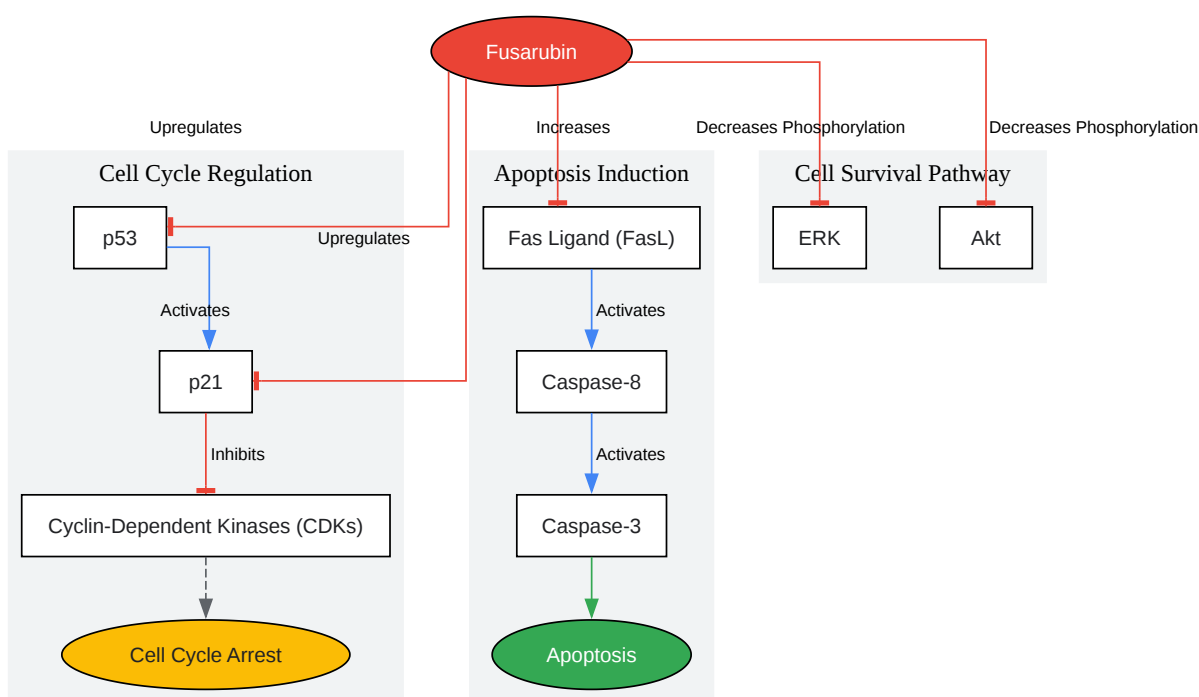 Fusarubin
Upregulates
Increases
Decreases Phosphorylation
Decreases Phosphorylation
Cell Cycle Regulation
Apoptosis Induction
Cell Survival Pathway
p53
Upregulates
Fas Ligand (FasL)
ERK
Akt
Activates
Activates
p21
Caspase-8
Inhibits
Activates
Cyclin-Dependent Kinases (CDKs)
Caspase-3
Cell Cycle Arrest
Apoptosis